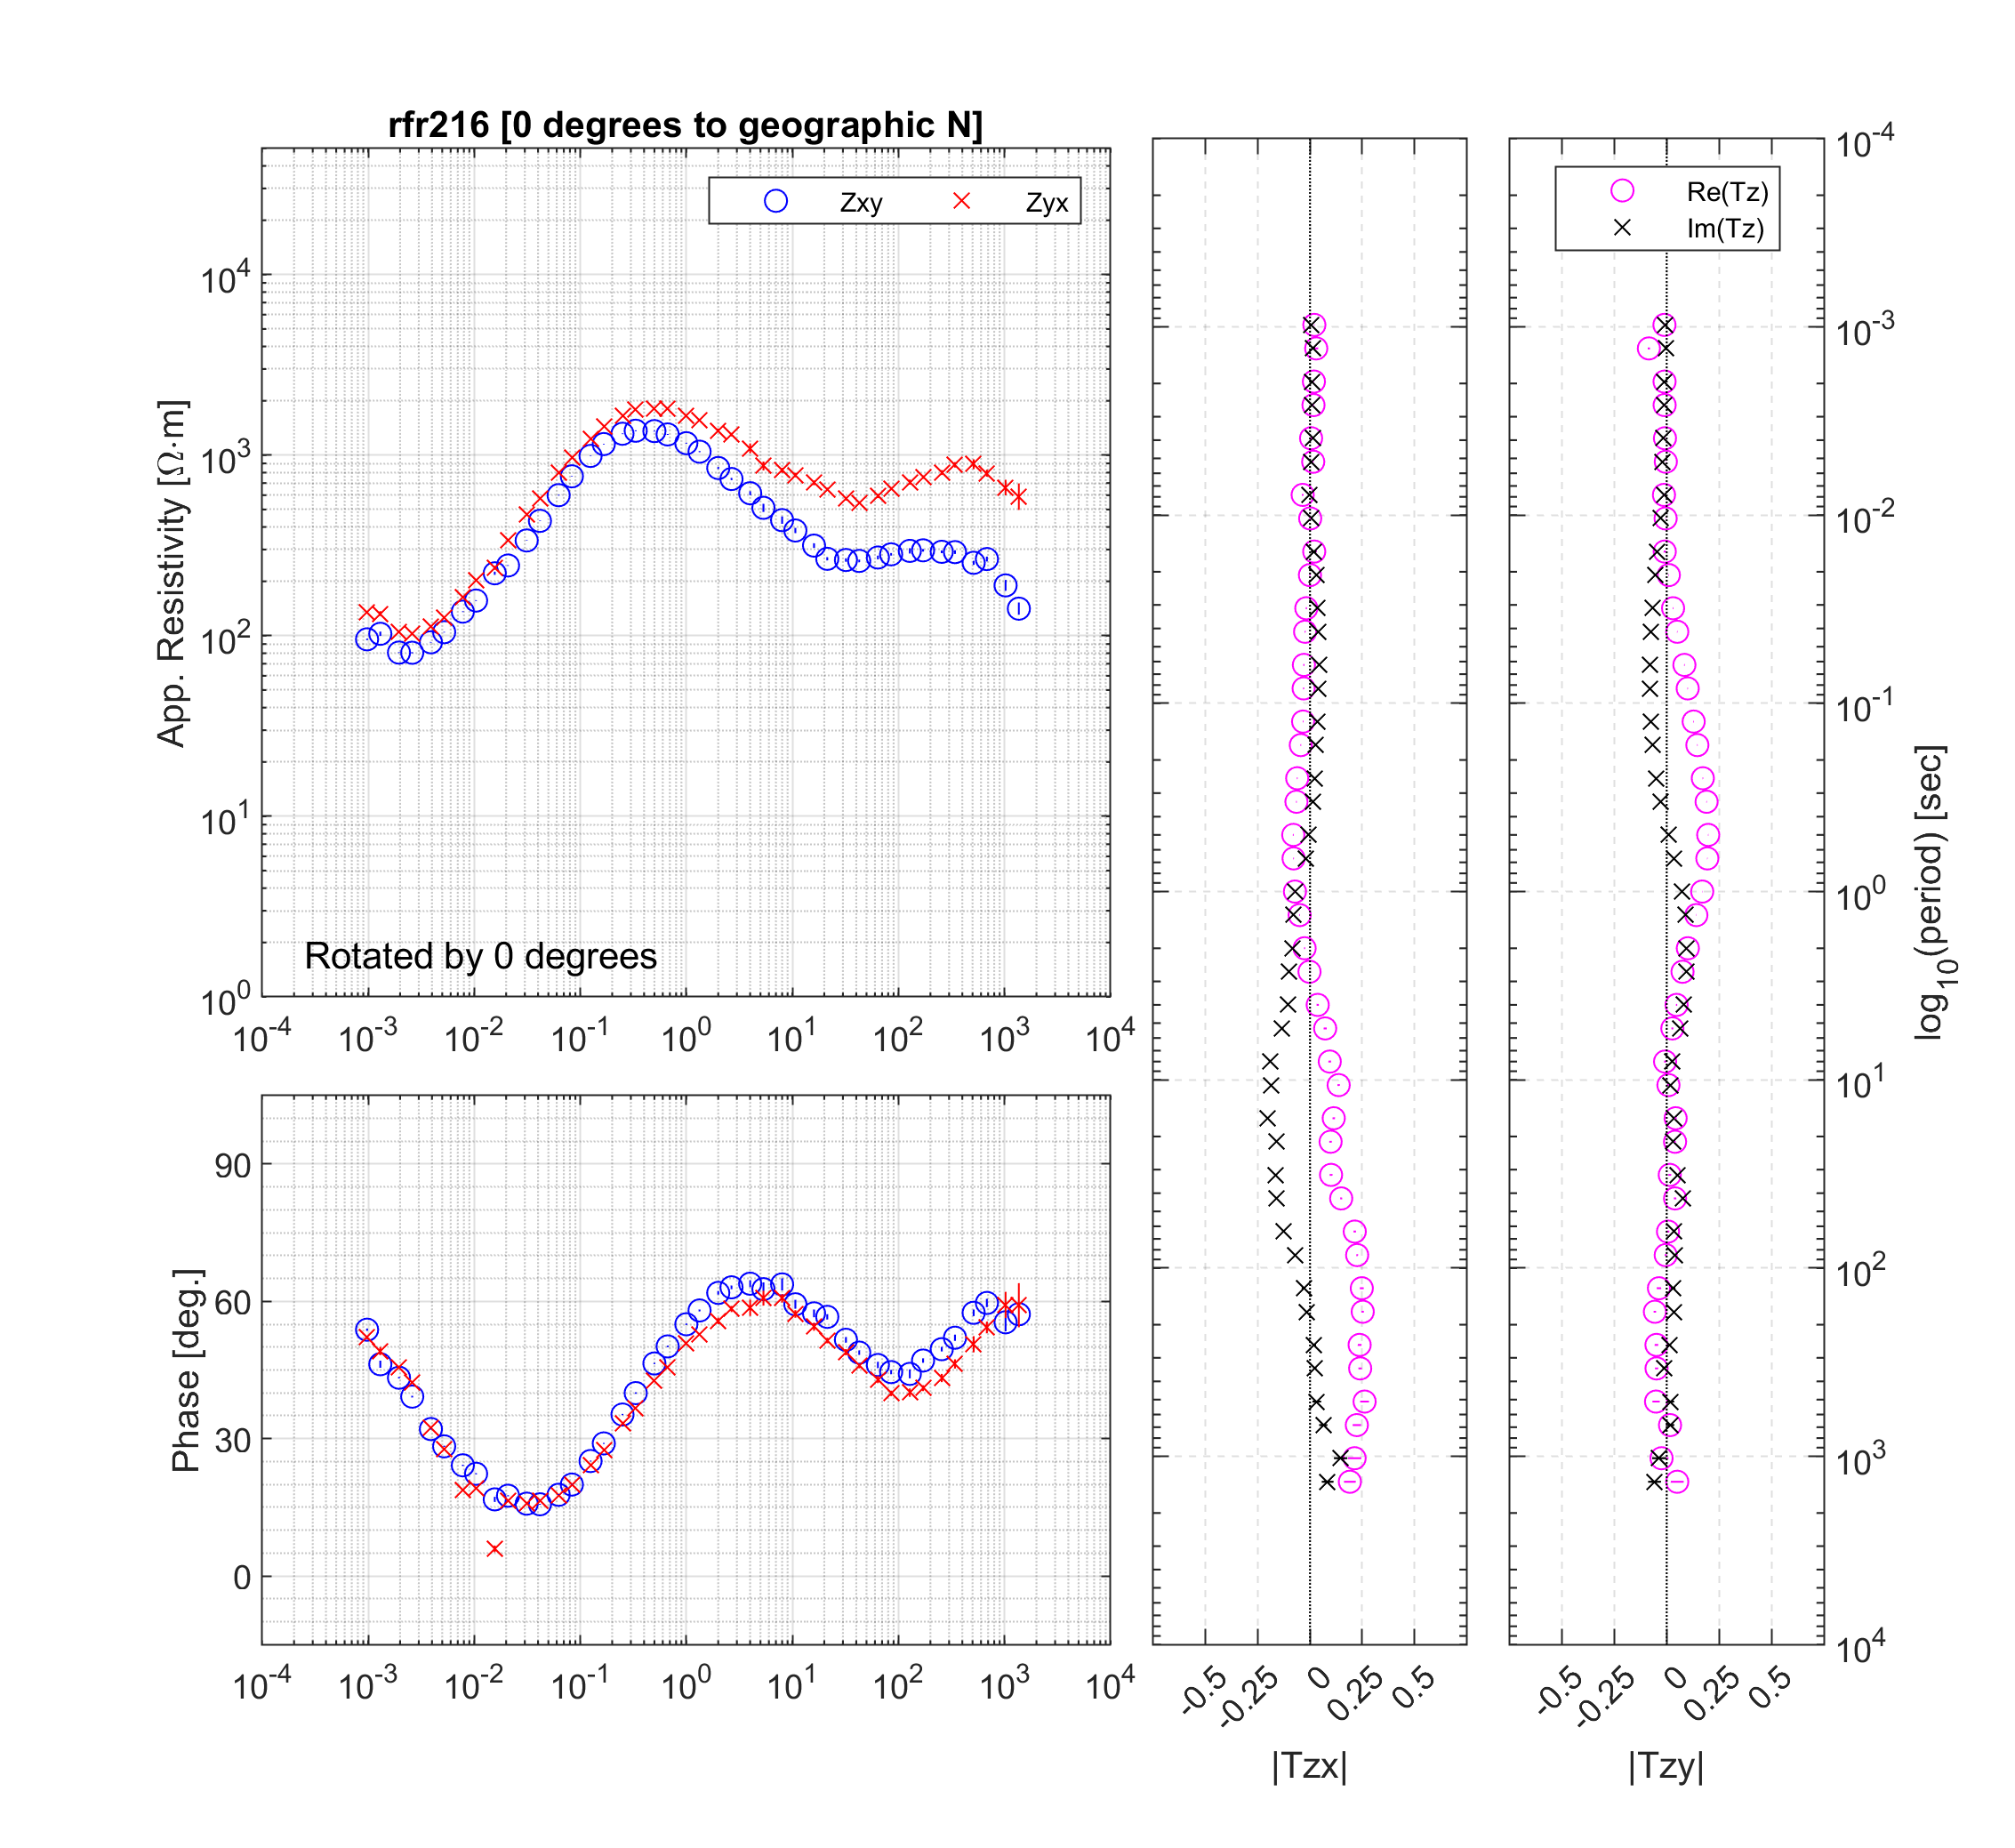 rfr216 [0 degrees to geographic N]
Zxy Zyx
App. Resistivity [Ω·m]
10^4
10^3
10^2
10^1
10^0
Rotated by 0 degrees
10^-4 10^-3 10^-2 10^-1 10^0 10^1 10^2 10^3 10^4
Phase [deg.]
90
60
30
0
10^-4 10^-3 10^-2 10^-1 10^0 10^1 10^2 10^3 10^4
-0.5 -0.25 0 0.25 0.5
|Tzx|
Re(Tz)
Im(Tz)
-0.5 -0.25 0 0.25 0.5
|Tzy|
10^-4
10^-3
10^-2
10^-1
10^0
10^1
10^2
10^3
10^4
log10(period) [sec]